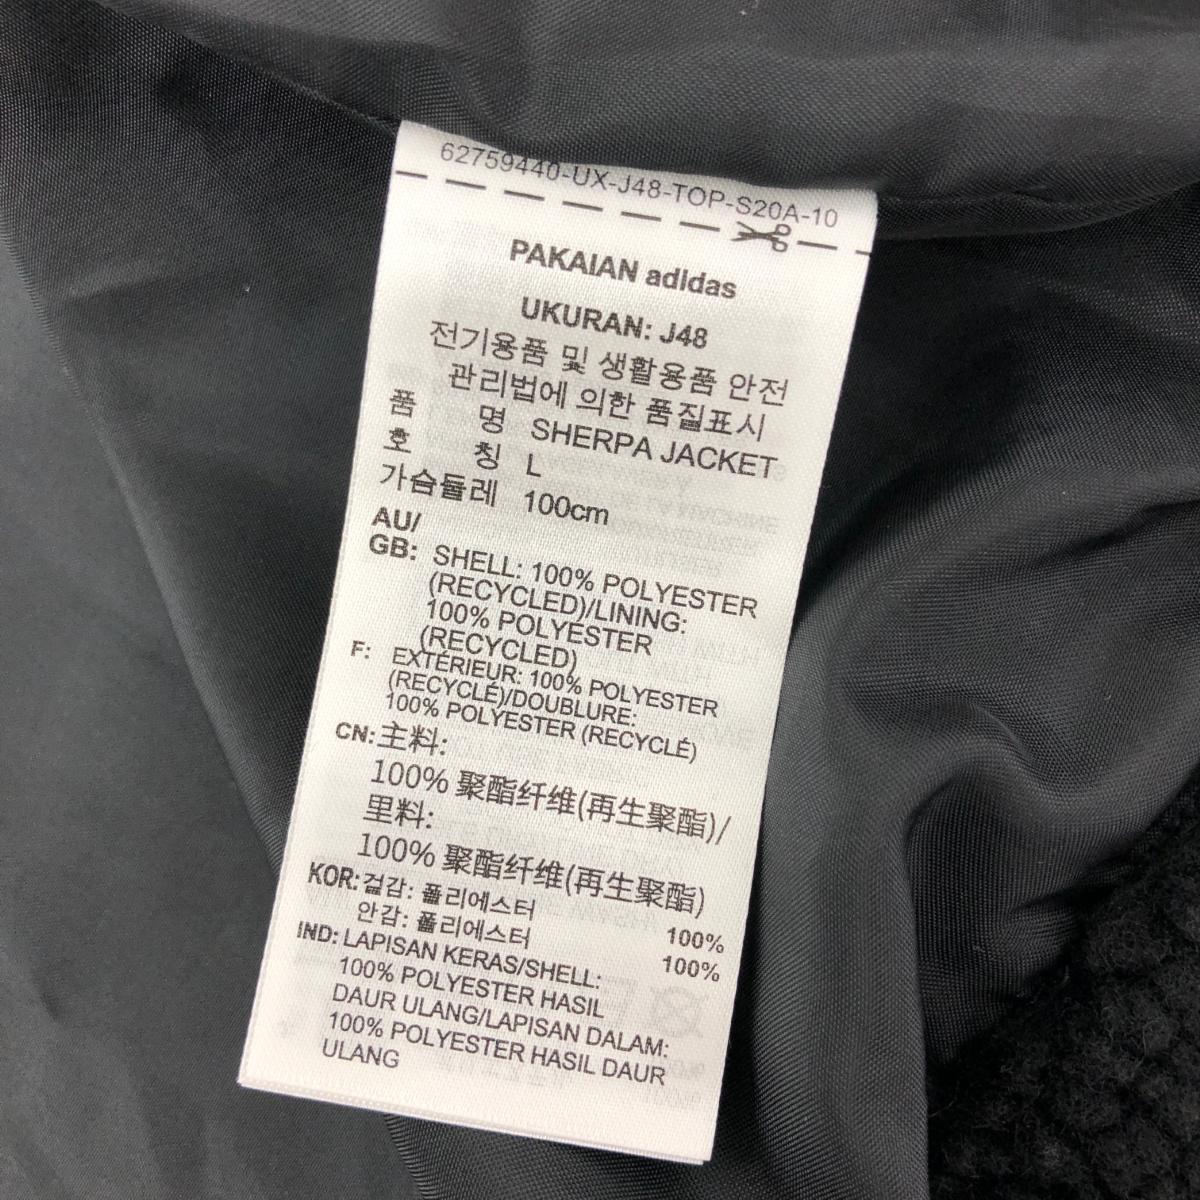 62759440-UX-J48-TOP-S20A-10
PAKAIAN adidas
UKURAN: J48
전기용품 및 생활용품 안전
관리법에 의한 품질표시
품 명 SHERPA JACKET
호 칭 L
가슴둘레 100cm
AU/
GB: SHELL: 100% POLYESTER
(RECYCLED)/LINING:
100% POLYESTER
(RECYCLED)
F: EXTÉRIEUR: 100% POLYESTER
(RECYCLÉ)/DOUBLURE:
100% POLYESTER (RECYCLÉ)
CN:主料:
100% 聚酯纤维(再生聚酯)/
里料:
100% 聚酯纤维(再生聚酯)
KOR:겉감: 폴리에스터 100%
안감: 폴리에스터 100%
IND: LAPISAN KERAS/SHELL:
100% POLYESTER HASIL
DAUR ULANG/LAPISAN DALAM:
100% POLYESTER HASIL DAUR
ULANG